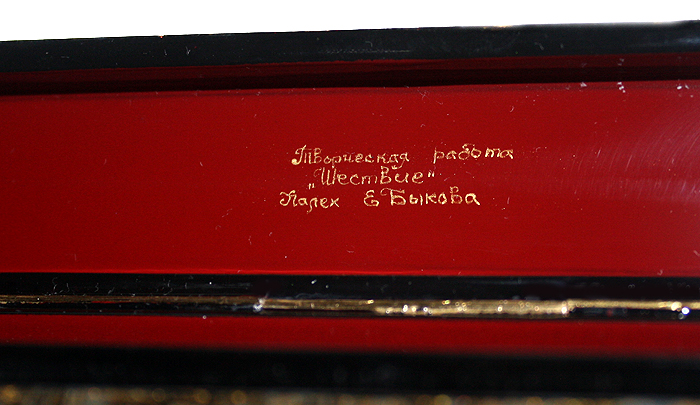 Творческая работа
„Шествие"
Палех Е Быкова